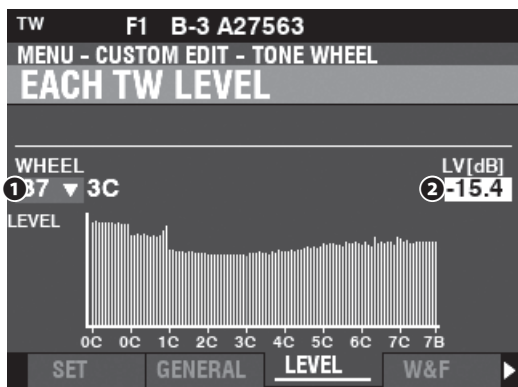 TW F1 B-3 A27563
MENU - CUSTOM EDIT - TONE WHEEL
EACH TW LEVEL
WHEEL LV[dB]
1 37 ▼ 3C 2 -15.4
LEVEL
0C 0C 1C 2C 3C 4C 5C 6C 7C 7B
SET GENERAL LEVEL W&F